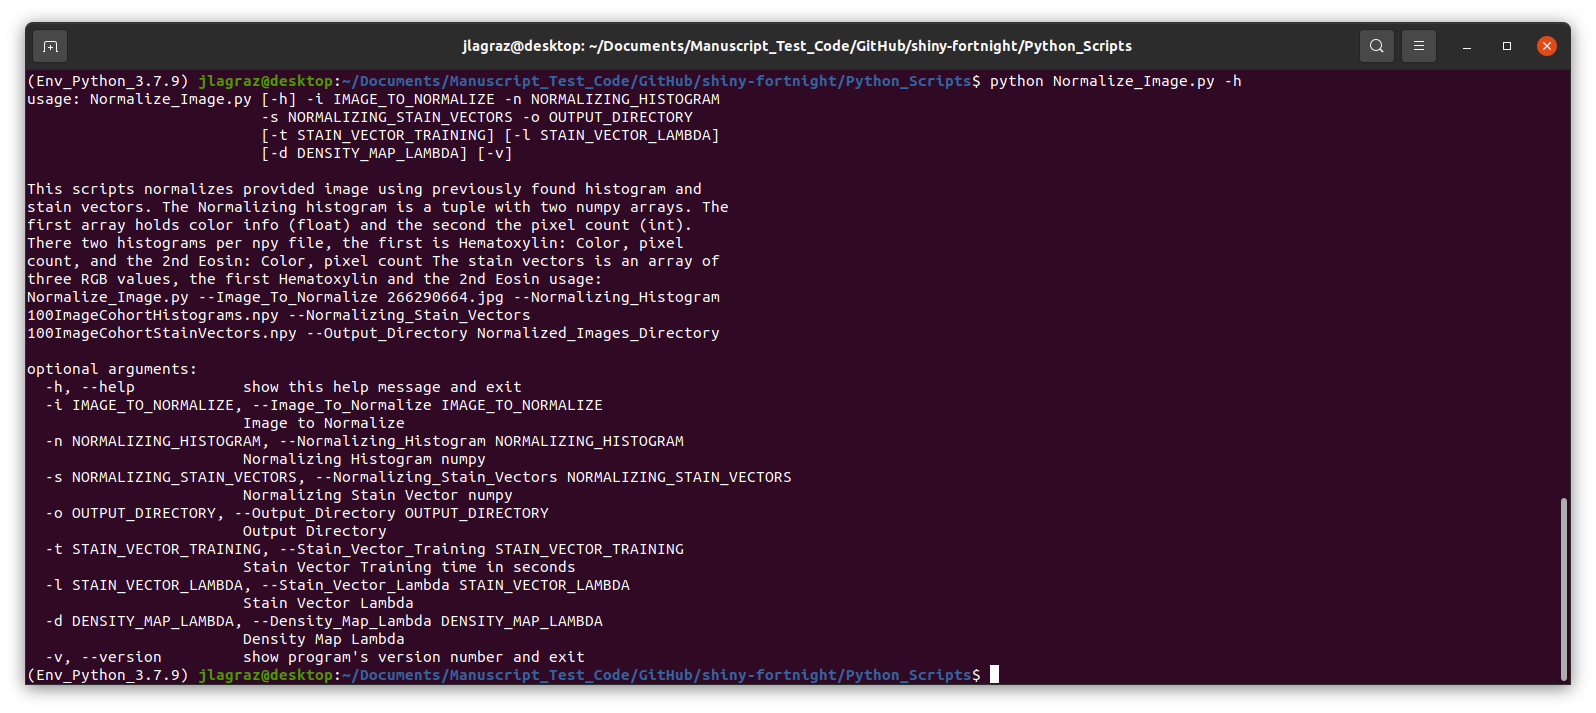 jlagraz@desktop: ~/Documents/Manuscript_Test_Code/GitHub/shiny-fortnight/Python_Scripts
(Env_Python_3.7.9) jlagraz@desktop:~/Documents/Manuscript_Test_Code/GitHub/shiny-fortnight/Python_Scripts$ python Normalize_Image.py -h
usage: Normalize_Image.py [-h] -i IMAGE_TO_NORMALIZE -n NORMALIZING_HISTOGRAM
                          -s NORMALIZING_STAIN_VECTORS -o OUTPUT_DIRECTORY
                          [-t STAIN_VECTOR_TRAINING] [-l STAIN_VECTOR_LAMBDA]
                          [-d DENSITY_MAP_LAMBDA] [-v]

This scripts normalizes provided image using previously found histogram and
stain vectors. The Normalizing histogram is a tuple with two numpy arrays. The
first array holds color info (float) and the second the pixel count (int).
There two histograms per npy file, the first is Hematoxylin: Color, pixel
count, and the 2nd Eosin: Color, pixel count The stain vectors is an array of
three RGB values, the first Hematoxylin and the 2nd Eosin usage:
Normalize_Image.py --Image_To_Normalize 266290664.jpg --Normalizing_Histogram
100ImageCohortHistograms.npy --Normalizing_Stain_Vectors
100ImageCohortStainVectors.npy --Output_Directory Normalized_Images_Directory

optional arguments:
  -h, --help            show this help message and exit
  -i IMAGE_TO_NORMALIZE, --Image_To_Normalize IMAGE_TO_NORMALIZE
                        Image to Normalize
  -n NORMALIZING_HISTOGRAM, --Normalizing_Histogram NORMALIZING_HISTOGRAM
                        Normalizing Histogram numpy
  -s NORMALIZING_STAIN_VECTORS, --Normalizing_Stain_Vectors NORMALIZING_STAIN_VECTORS
                        Normalizing Stain Vector numpy
  -o OUTPUT_DIRECTORY, --Output_Directory OUTPUT_DIRECTORY
                        Output Directory
  -t STAIN_VECTOR_TRAINING, --Stain_Vector_Training STAIN_VECTOR_TRAINING
                        Stain Vector Training time in seconds
  -l STAIN_VECTOR_LAMBDA, --Stain_Vector_Lambda STAIN_VECTOR_LAMBDA
                        Stain Vector Lambda
  -d DENSITY_MAP_LAMBDA, --Density_Map_Lambda DENSITY_MAP_LAMBDA
                        Density Map Lambda
  -v, --version         show program's version number and exit
(Env_Python_3.7.9) jlagraz@desktop:~/Documents/Manuscript_Test_Code/GitHub/shiny-fortnight/Python_Scripts$